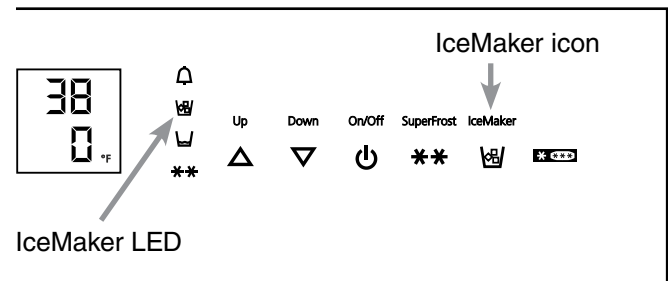 IceMaker icon
38
0 °F
Up Down On/Off SuperFrost IceMaker
IceMaker LED